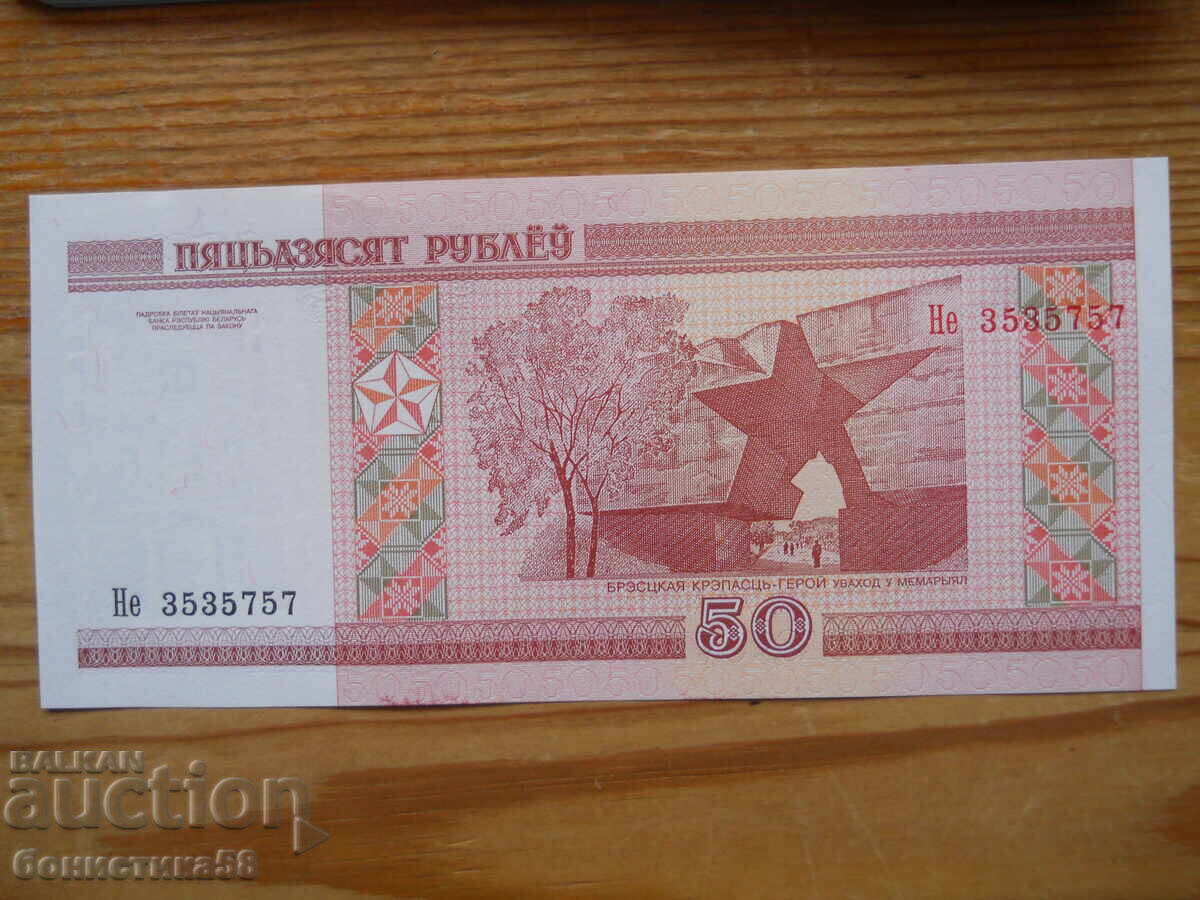 ПЯЦЬДЗЯСЯТ РУБЛЁЎ
ПАДРОБКА БІЛЕТАЎ НАЦЫЯНАЛЬНАГА
БАНКА РЭСПУБЛІКІ БЕЛАРУСЬ
ПРАСЛЕДУЕЦЦА ПА ЗАКОНУ
Не 3535757
БРЭСЦКАЯ КРЭПАСЦЬ-ГЕРОЙ УВАХОД У МЕМАРЫЯЛ
Не 3535757
50
BALKAN
auction
бонистика58